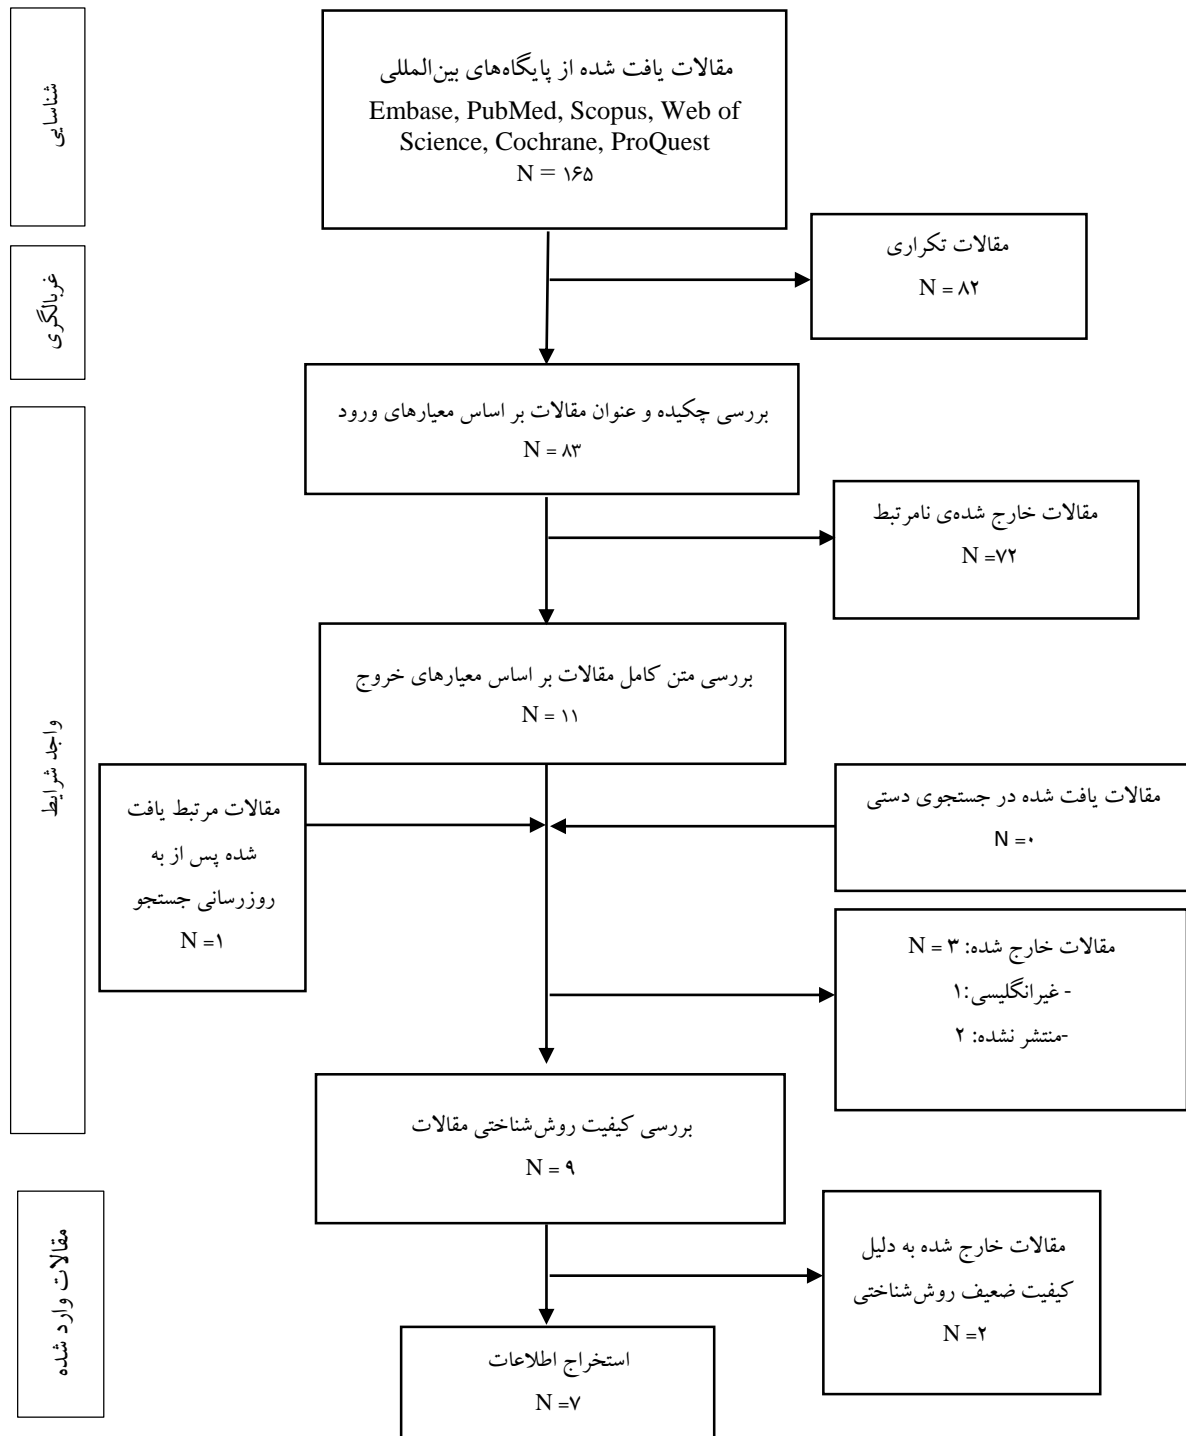 شناسایی
مقالات یافت شده از پایگاه‌های بین‌المللی
Embase, PubMed, Scopus, Web of
Science, Cochrane, ProQuest
N = ۱۶۵
مقالات تکراری
N = ۸۲
غربالگری
بررسی چکیده و عنوان مقالات بر اساس معیارهای ورود
N = ۸۳
مقالات خارج شده‌ی نامرتبط
N =۷۲
واجد شرایط
بررسی متن کامل مقالات بر اساس معیارهای خروج
N = ۱۱
مقالات یافت شده در جستجوی دستی
N =۰
مقالات مرتبط یافت
شده پس از به
روزرسانی جستجو
N =۱
مقالات خارج شده: N = ۳
- غیرانگلیسی:۱
-منتشر نشده: ۲
بررسی کیفیت روش‌شناختی مقالات
N = ۹
مقالات وارد شده
مقالات خارج شده به دلیل
کیفیت ضعیف روش‌شناختی
N =۲
استخراج اطلاعات
N =۷